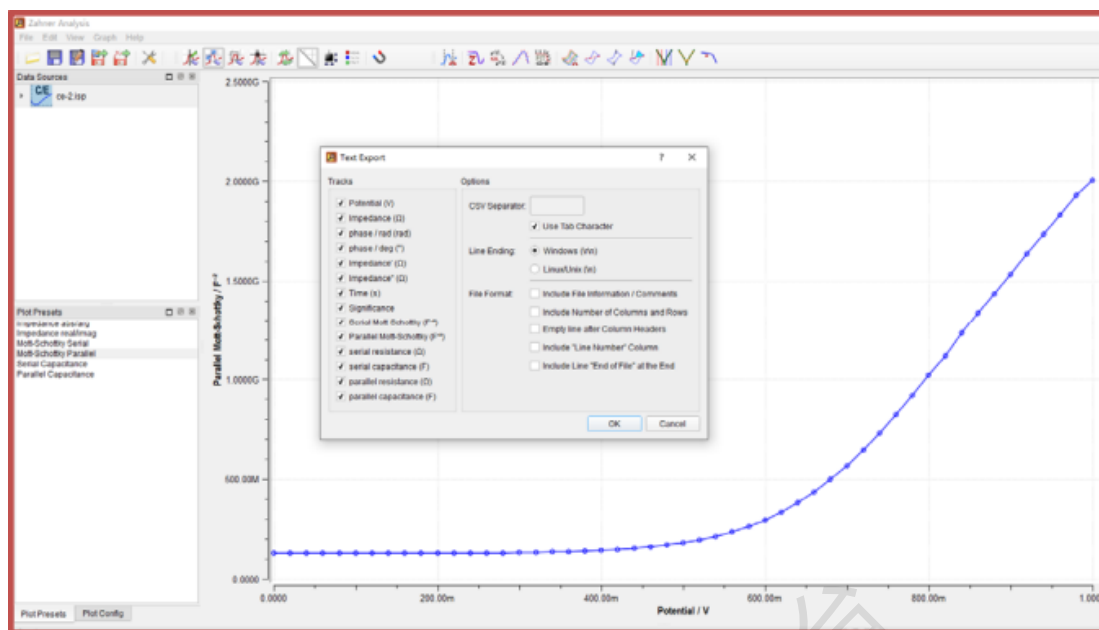 Zahner Analysis
File Edit View Graph Help
Data Sources
ce-2.isp
Plot Presets
Impedance abs/arg
Impedance real/imag
Mott-Schottky Serial
Mott-Schottky Parallel
Serial Capacitance
Parallel Capacitance
Plot Presets Plot Config
2.5000G
2.0000G
1.5000G
1.0000G
500.00M
0.0000
Parallel Mott-Schottky / F⁻²
0.0000 200.00m 400.00m 600.00m 800.00m 1.000
Potential / V
Text Export
? ×
Tracks
Potential (V)
Impedance (Ω)
phase / rad (rad)
phase / deg (°)
Impedance' (Ω)
Impedance'' (Ω)
Time (s)
Significance
Serial Mott-Schottky (F⁻²)
Parallel Mott-Schottky (F⁻²)
serial resistance (Ω)
serial capacitance (F)
parallel resistance (Ω)
parallel capacitance (F)
Options
CSV Separator:
Use Tab Character
Line Ending:
Windows (\r\n)
Linux/Unix (\n)
File Format:
Include File Information / Comments
Include Number of Columns and Rows
Empty line after Column Headers
Include "Line Number" Column
Include Line "End of File" at the End
OK Cancel